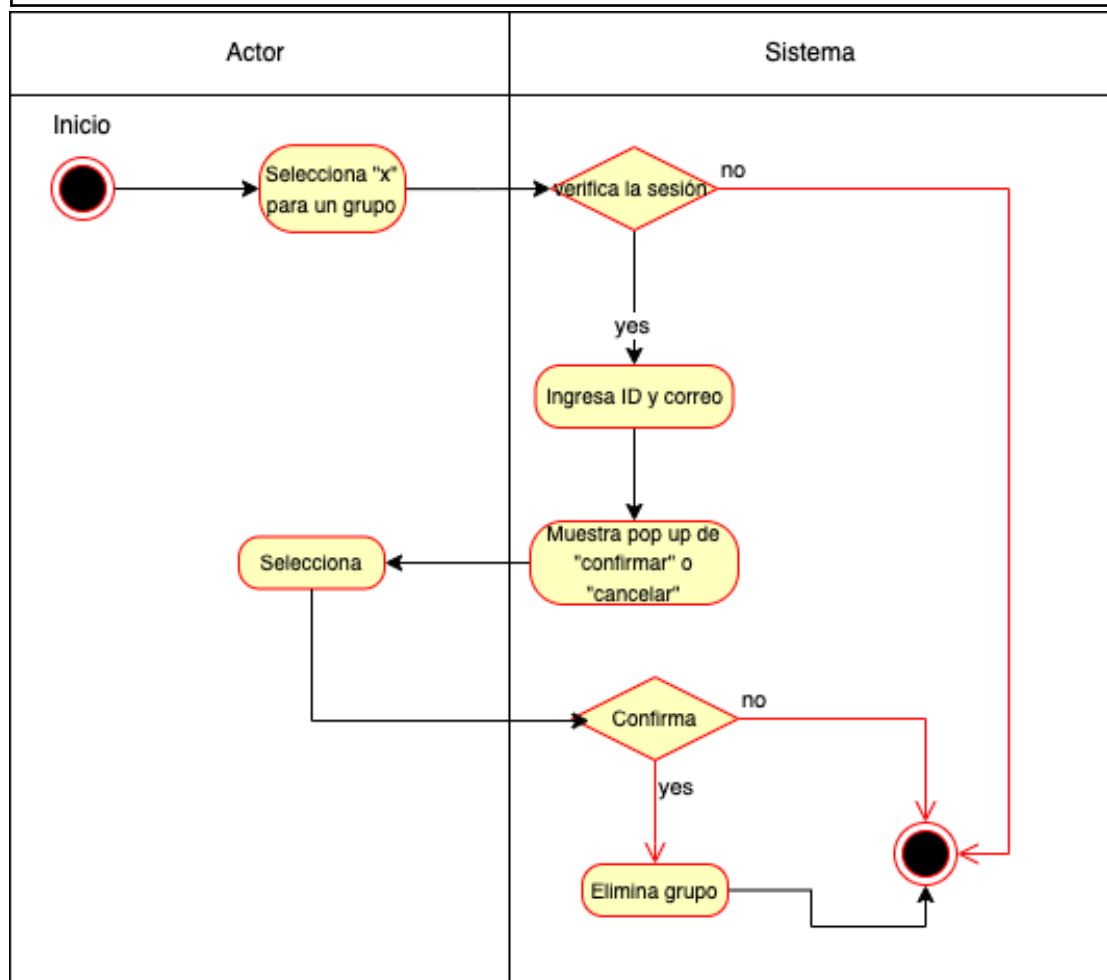 Actor
Sistema
Inicio
Selecciona "x"
para un grupo
verifica la sesión
no
yes
Ingresa ID y correo
Muestra pop up de
"confirmar" o
"cancelar"
Selecciona
Confirma
no
yes
Elimina grupo